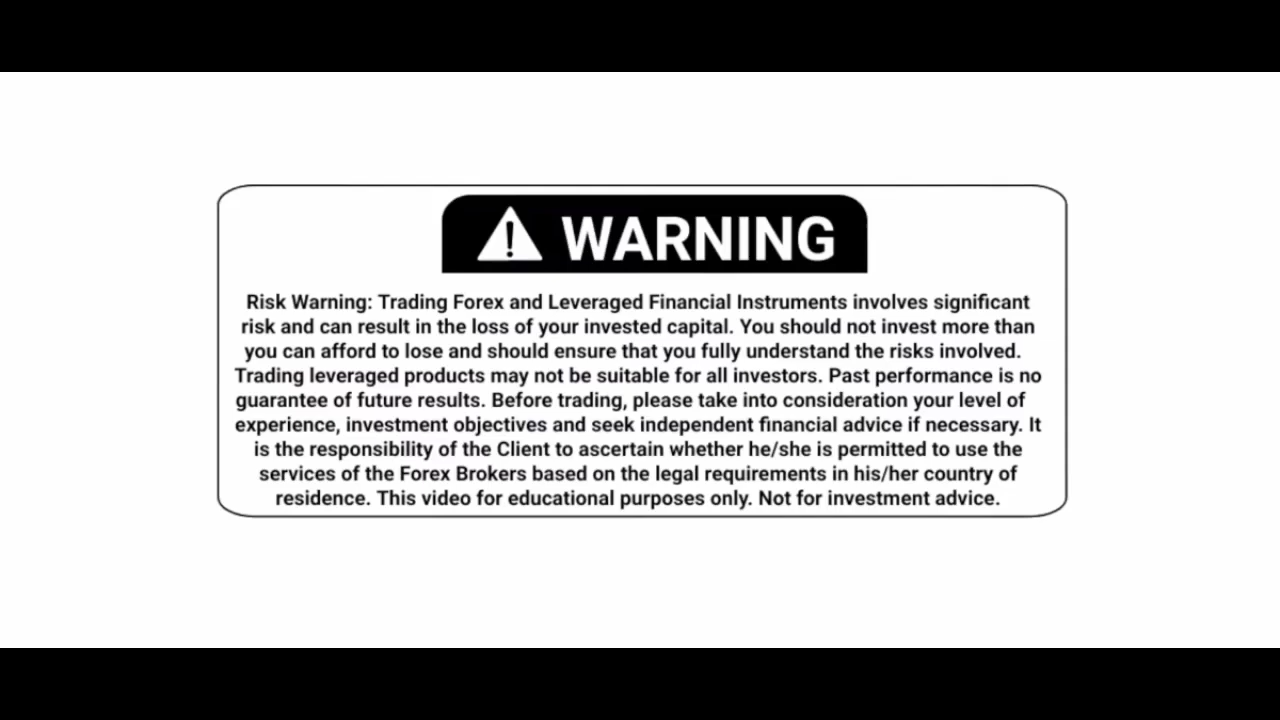 WARNING
Risk Warning: Trading Forex and Leveraged Financial Instruments involves significant
risk and can result in the loss of your invested capital. You should not invest more than
you can afford to lose and should ensure that you fully understand the risks involved.
Trading leveraged products may not be suitable for all investors. Past performance is no
guarantee of future results. Before trading, please take into consideration your level of
experience, investment objectives and seek independent financial advice if necessary. It
is the responsibility of the Client to ascertain whether he/she is permitted to use the
services of the Forex Brokers based on the legal requirements in his/her country of
residence. This video for educational purposes only. Not for investment advice.